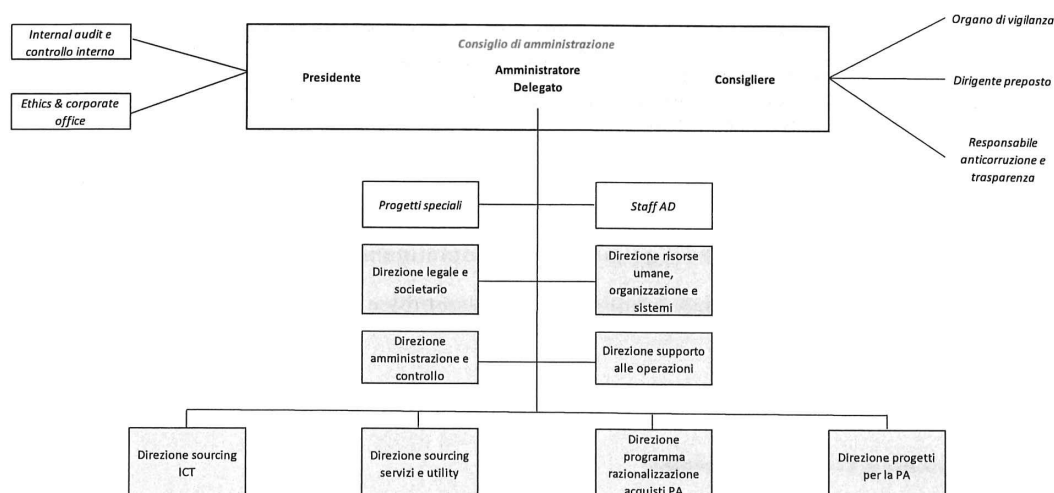 Internal audit e
controllo interno
Ethics & corporate
office
Consiglio di amministrazione
Presidente
Amministratore
Delegato
Consigliere
Organo di vigilanza
Dirigente preposto
Responsabile
anticorruzione e
trasparenza
Progetti speciali
Staff AD
Direzione legale e
societario
Direzione risorse
umane,
organizzazione e
sistemi
Direzione
amministrazione e
controllo
Direzione supporto
alle operazioni
Direzione sourcing
ICT
Direzione sourcing
servizi e utility
Direzione
programma
razionalizzazione
acquisti PA
Direzione progetti
per la PA